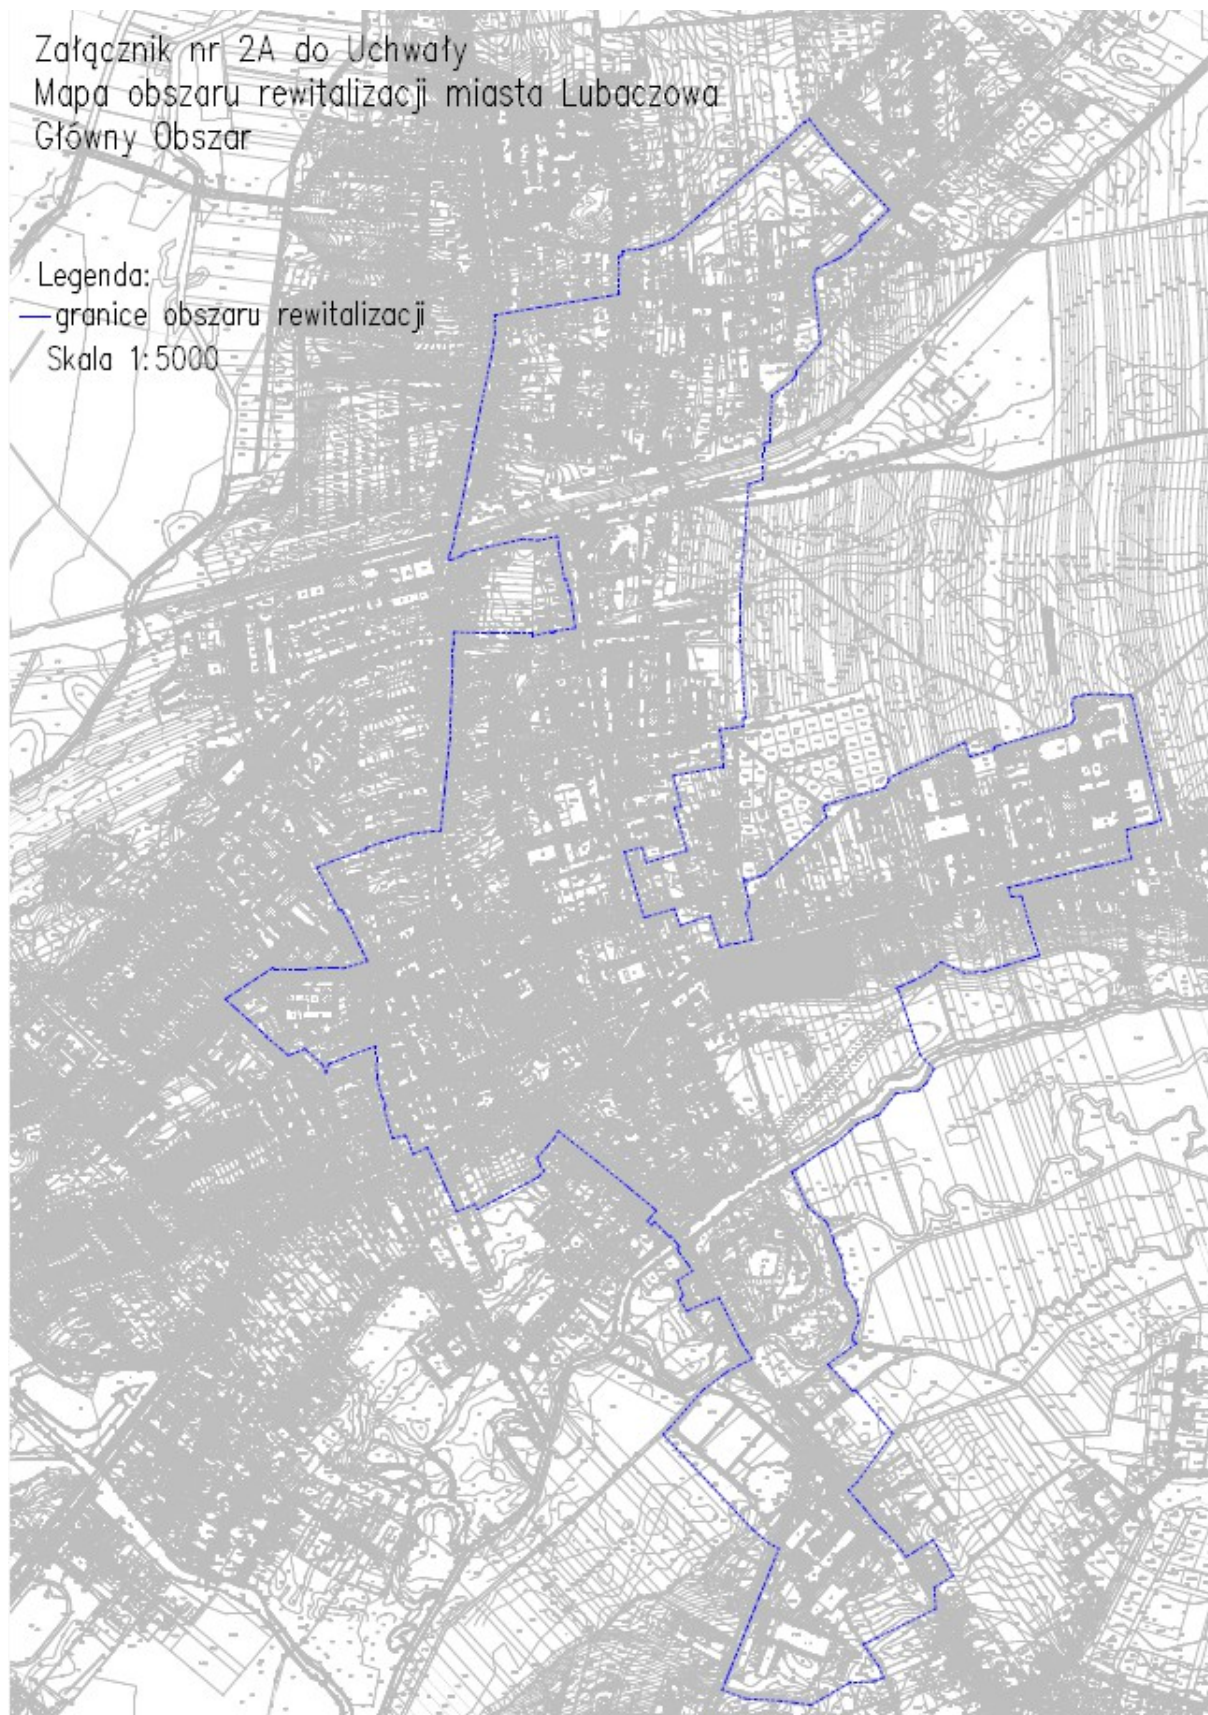 Załącznik nr 2A do Uchwały
Mapa obszaru rewitalizacji miasta Lubaczowa
Główny Obszar
Legenda:
granice obszaru rewitalizacji
Skala 1:5000